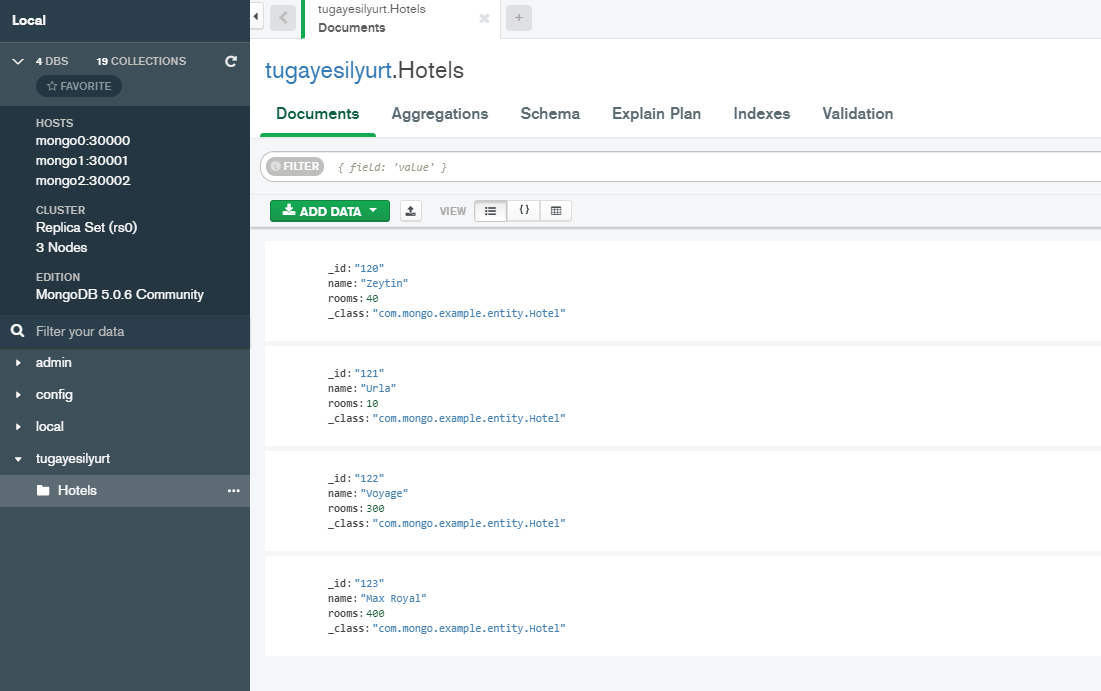 Local
4 DBS 19 COLLECTIONS
FAVORITE
HOSTS
mongo0:30000
mongo1:30001
mongo2:30002
CLUSTER
Replica Set (rs0)
3 Nodes
EDITION
MongoDB 5.0.6 Community
Filter your data
admin
config
local
tugayesilyurt
Hotels
tugayesilyurt.Hotels
Documents
tugayesilyurt.Hotels
Documents Aggregations Schema Explain Plan Indexes Validation
FILTER { field: 'value' }
ADD DATA VIEW {}
_id: "120"
name: "Zeytin"
rooms: 40
_class: "com.mongo.example.entity.Hotel"
_id: "121"
name: "Urla"
rooms: 10
_class: "com.mongo.example.entity.Hotel"
_id: "122"
name: "Voyage"
rooms: 300
_class: "com.mongo.example.entity.Hotel"
_id: "123"
name: "Max Royal"
rooms: 400
_class: "com.mongo.example.entity.Hotel"